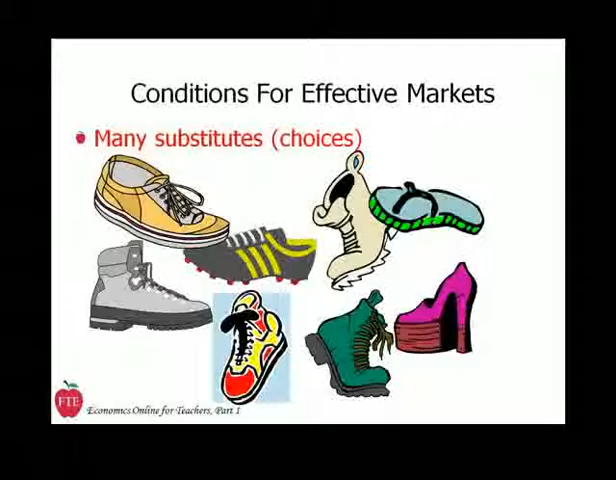 Conditions For Effective Markets
Many substitutes (choices)
FTE
Economics Online for Teachers, Part 1